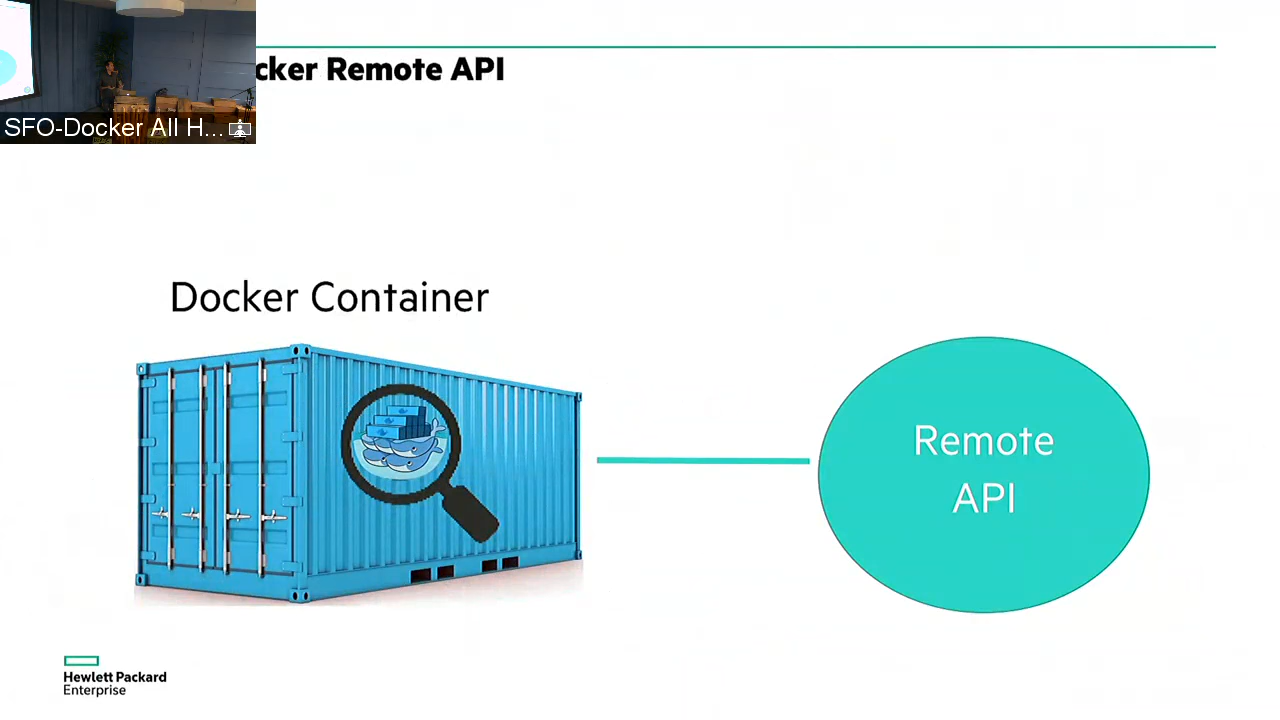 cker Remote API
SFO-Docker All H...
Docker Container
Remote
API
Hewlett Packard
Enterprise